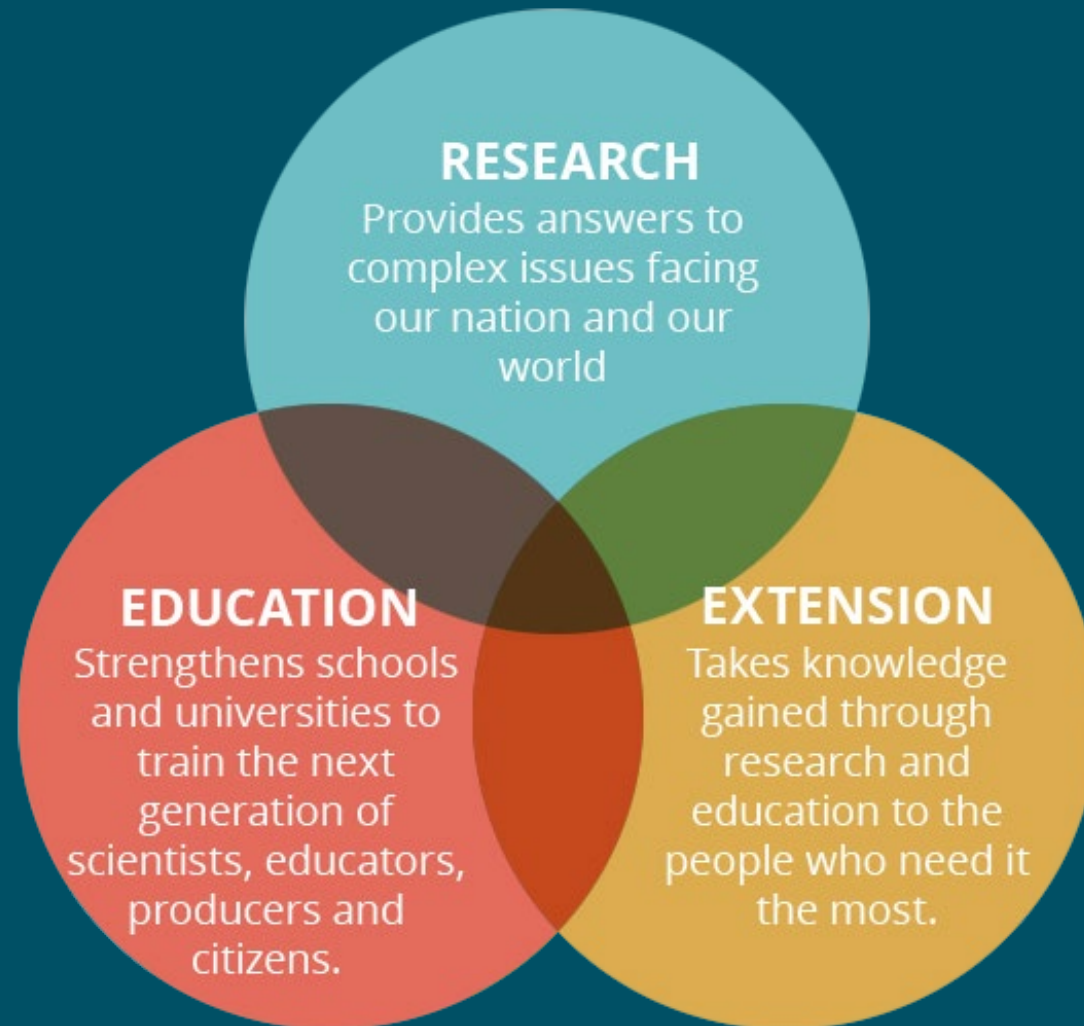 RESEARCH
Provides answers to
complex issues facing
our nation and our
world
EDUCATION
Strengthens schools
and universities to
train the next
generation of
scientists, educators,
producers and
citizens.
EXTENSION
Takes knowledge
gained through
research and
education to the
people who need it
the most.